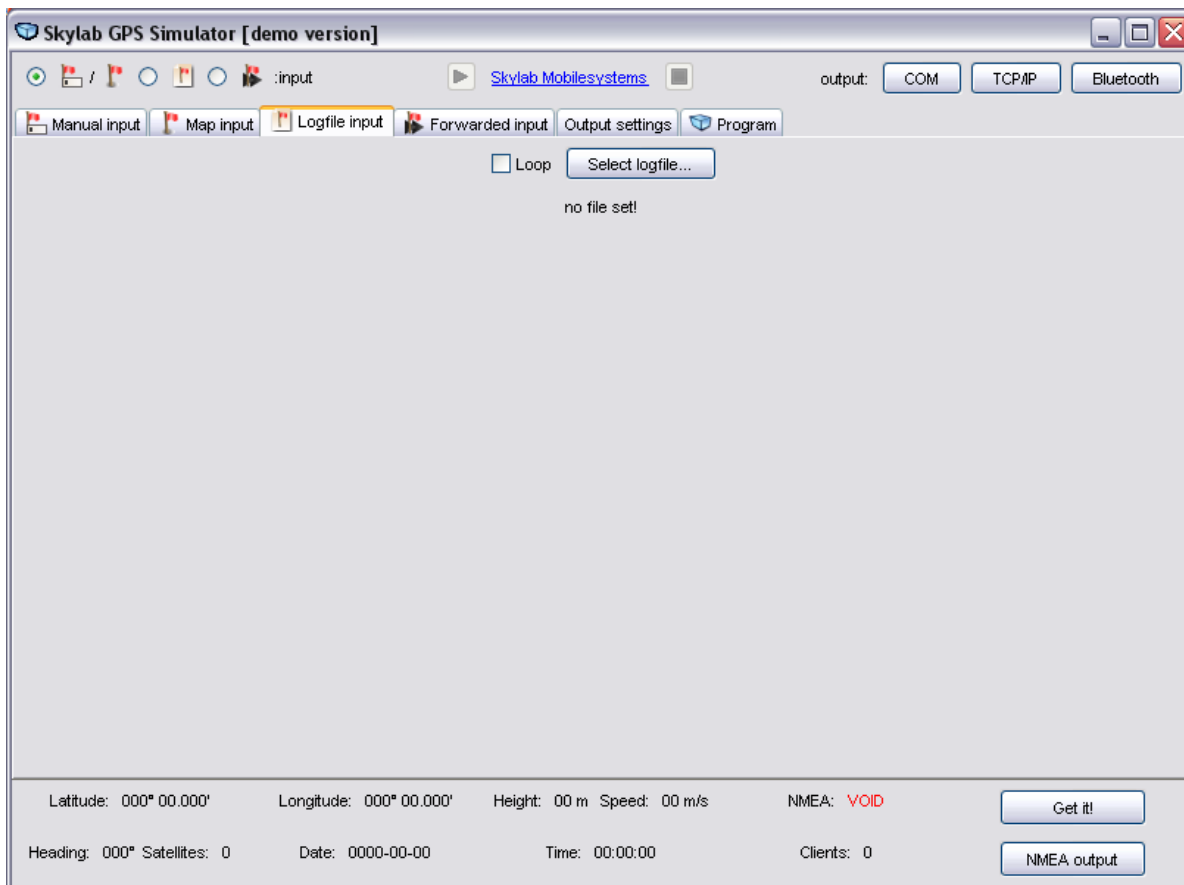 Skylab GPS Simulator [demo version]
/ :input Skylab Mobilesystems output: COM TCP/IP Bluetooth
Manual input Map input Logfile input Forwarded input Output settings Program
Loop Select logfile...
no file set!
Latitude: 000° 00.000' Longitude: 000° 00.000' Height: 00 m Speed: 00 m/s NMEA: VOID Get it!
Heading: 000° Satellites: 0 Date: 0000-00-00 Time: 00:00:00 Clients: 0 NMEA output